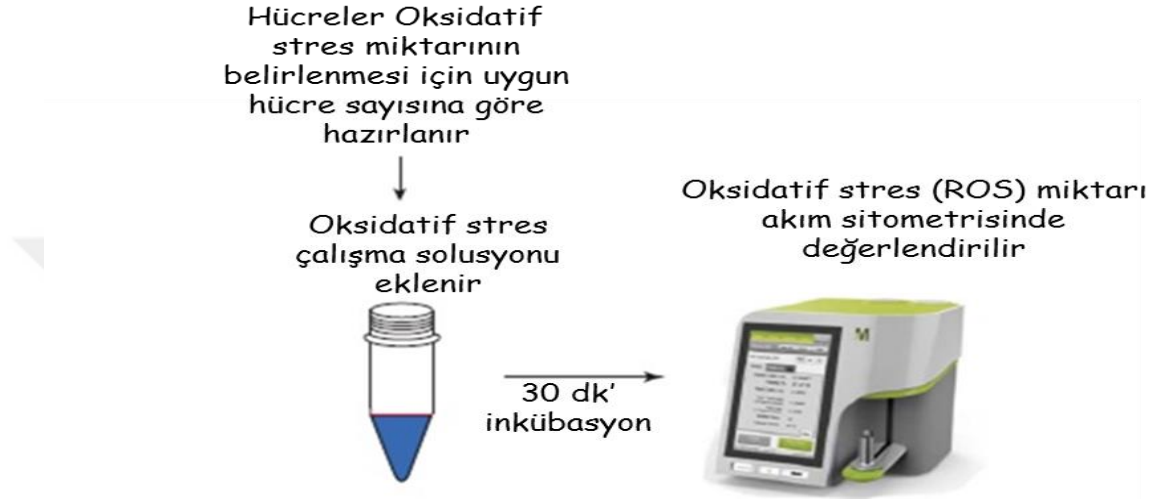 Hücreler Oksidatif
stres miktarının
belirlenmesi için uygun
hücre sayısına göre
hazırlanır
Oksidatif stres
çalışma solusyonu
eklenir
30 dk'
inkübasyon
Oksidatif stres (ROS) miktarı
akım sitometrisinde
değerlendirilir